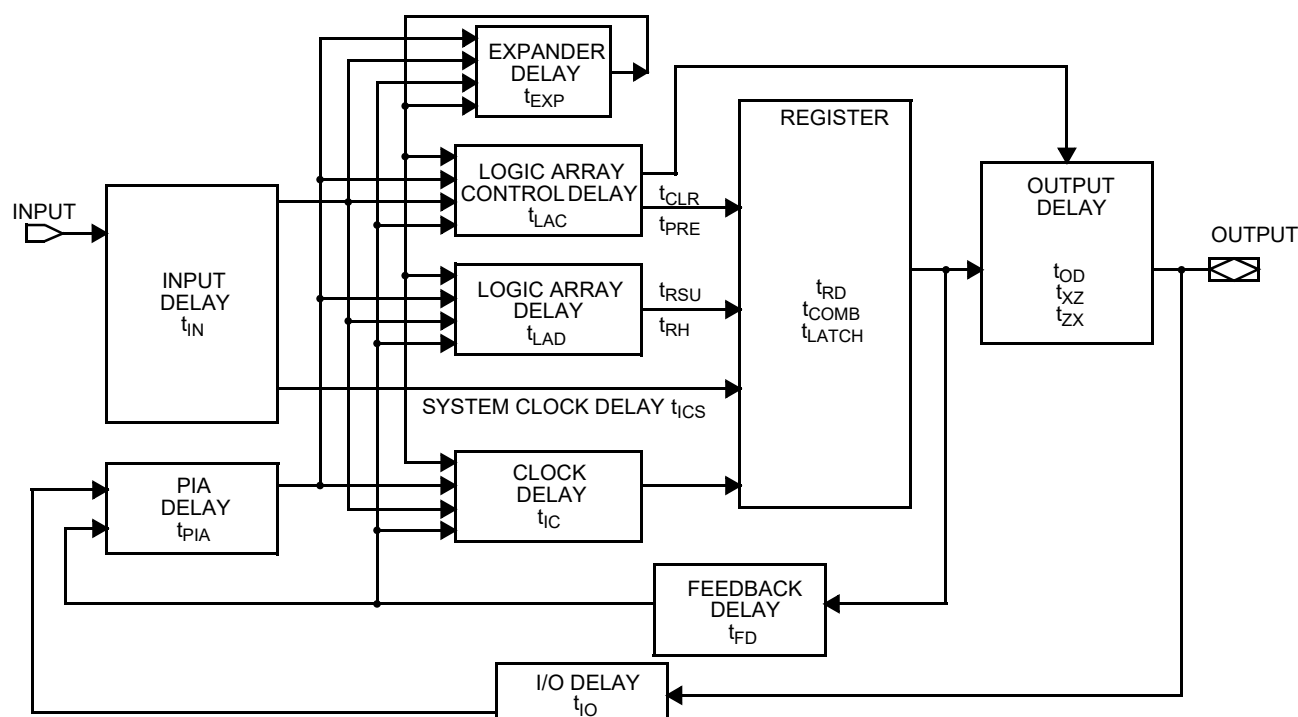 EXPANDER
DELAY
tEXP
REGISTER
LOGIC ARRAY
CONTROL DELAY
tLAC
tCLR
tPRE
OUTPUT
DELAY
tOD
tXZ
tZX
INPUT
OUTPUT
INPUT
DELAY
tIN
LOGIC ARRAY
DELAY
tLAD
tRSU
tRH
tRD
tCOMB
tLATCH
SYSTEM CLOCK DELAY tICS
PIA
DELAY
tPIA
CLOCK
DELAY
tIC
FEEDBACK
DELAY
tFD
I/O DELAY
tIO